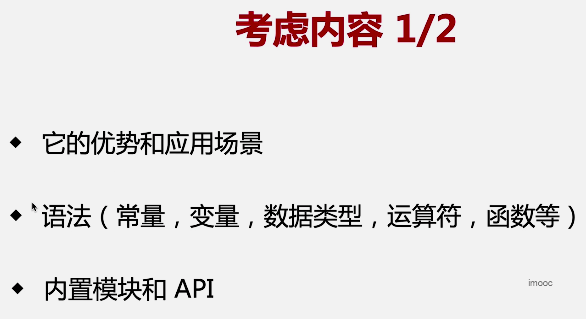 考虑内容 1/2
◆ 它的优势和应用场景
◆ 语法（常量，变量，数据类型，运算符，函数等）
◆ 内置模块和 API
imooc